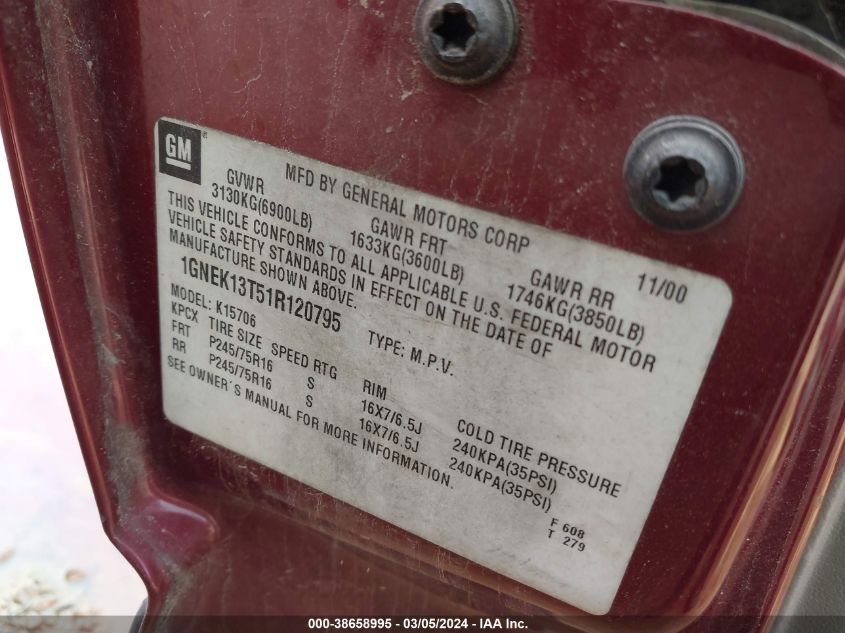 GM
MFD BY GENERAL MOTORS CORP
11/00
GVWR GAWR FRT GAWR RR
3130KG(6900LB) 1633KG(3600LB) 1746KG(3850LB)
THIS VEHICLE CONFORMS TO ALL APPLICABLE U.S. FEDERAL MOTOR
VEHICLE SAFETY STANDARDS IN EFFECT ON THE DATE OF
MANUFACTURE SHOWN ABOVE.
1GNEK13T51R120795
TYPE: M.P.V.
MODEL: K15706
KPCX TIRE SIZE SPEED RTG RIM COLD TIRE PRESSURE
FRT P245/75R16 S 16X7/6.5J 240KPA(35PSI)
RR P245/75R16 S 16X7/6.5J 240KPA(35PSI)
SEE OWNER'S MANUAL FOR MORE INFORMATION.
F 608
T 279
000-38658995 - 03/05/2024 - IAA Inc.